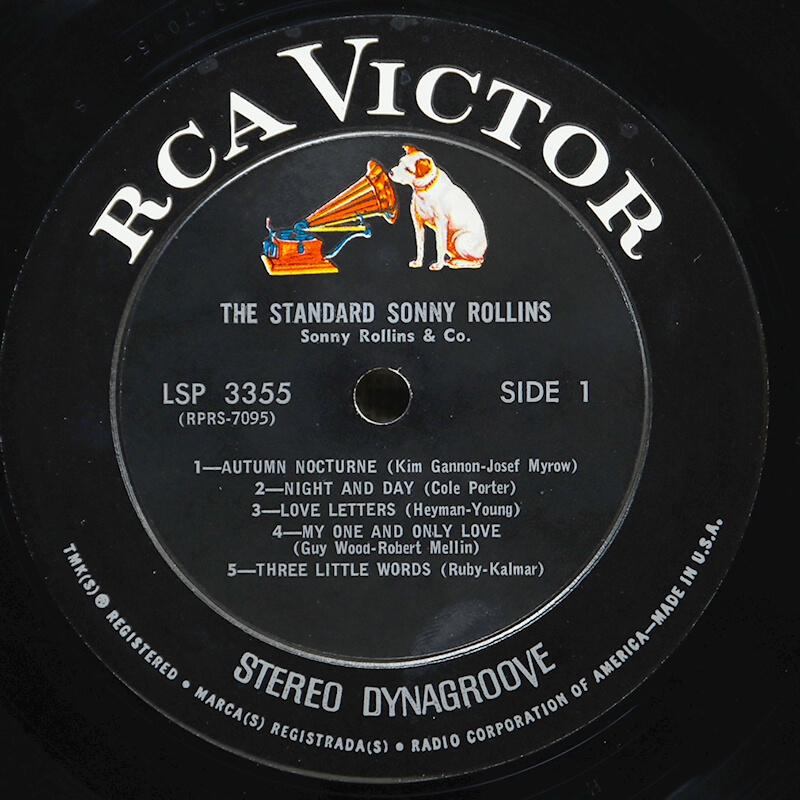 RCA VICTOR
THE STANDARD SONNY ROLLINS
Sonny Rollins & Co.
LSP 3355
(RPRS-7095)
SIDE 1
1—AUTUMN NOCTURNE (Kim Gannon-Josef Myrow)
2—NIGHT AND DAY (Cole Porter)
3—LOVE LETTERS (Heyman-Young)
4—MY ONE AND ONLY LOVE
(Guy Wood-Robert Mellin)
5—THREE LITTLE WORDS (Ruby-Kalmar)
STEREO DYNAGROOVE
TMK(S) ® REGISTERED • MARCA(S) REGISTRADA(S) • RADIO CORPORATION OF AMERICA—MADE IN U.S.A.